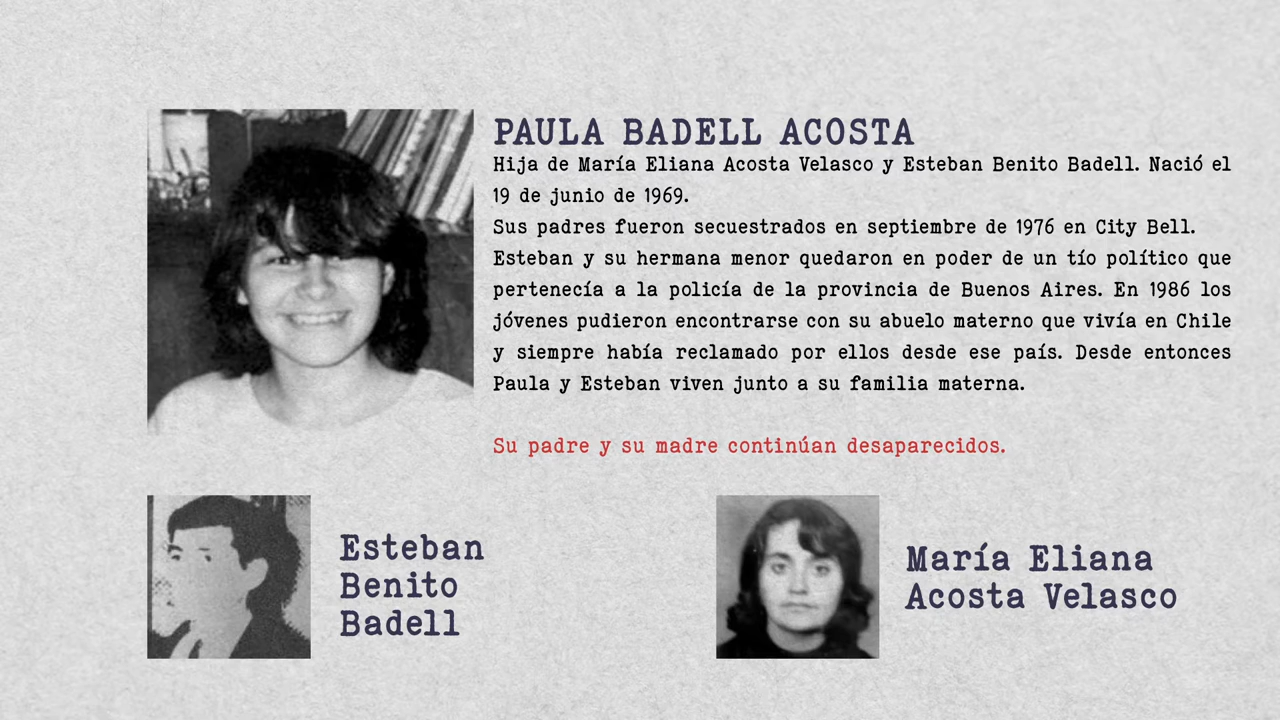 PAULA BADELL ACOSTA
Hija de María Eliana Acosta Velasco y Esteban Benito Badell. Nació el
19 de junio de 1969.
Sus padres fueron secuestrados en septiembre de 1976 en City Bell.
Esteban y su hermana menor quedaron en poder de un tío político que
pertenecía a la policía de la provincia de Buenos Aires. En 1986 los
jóvenes pudieron encontrarse con su abuelo materno que vivía en Chile
y siempre había reclamado por ellos desde ese país. Desde entonces
Paula y Esteban viven junto a su familia materna.
Su padre y su madre continúan desaparecidos.
Esteban
Benito
Badell
María Eliana
Acosta Velasco